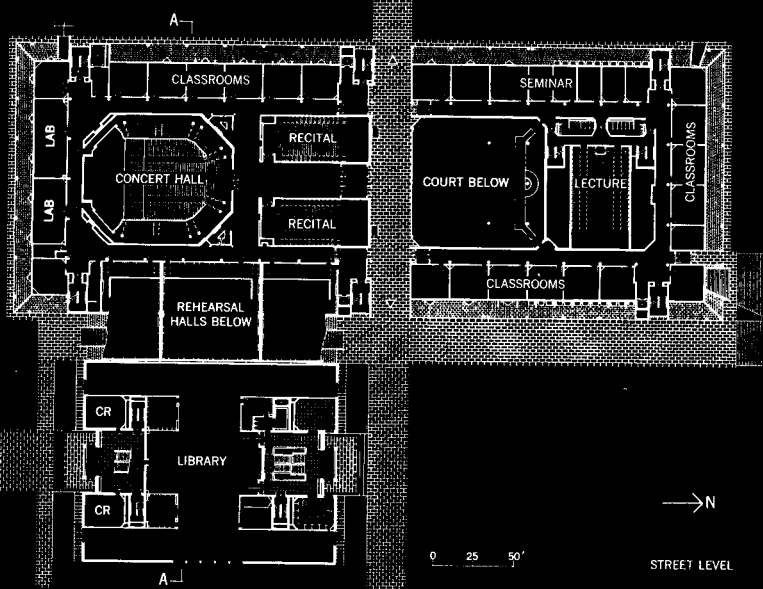 A
CLASSROOMS
SEMINAR
LAB
RECITAL
CLASSROOMS
CONCERT HALL
COURT BELOW
LECTURE
LAB
RECITAL
CLASSROOMS
REHEARSAL
HALLS BELOW
CR
LIBRARY
CR
N
0 25 50'
STREET LEVEL
A